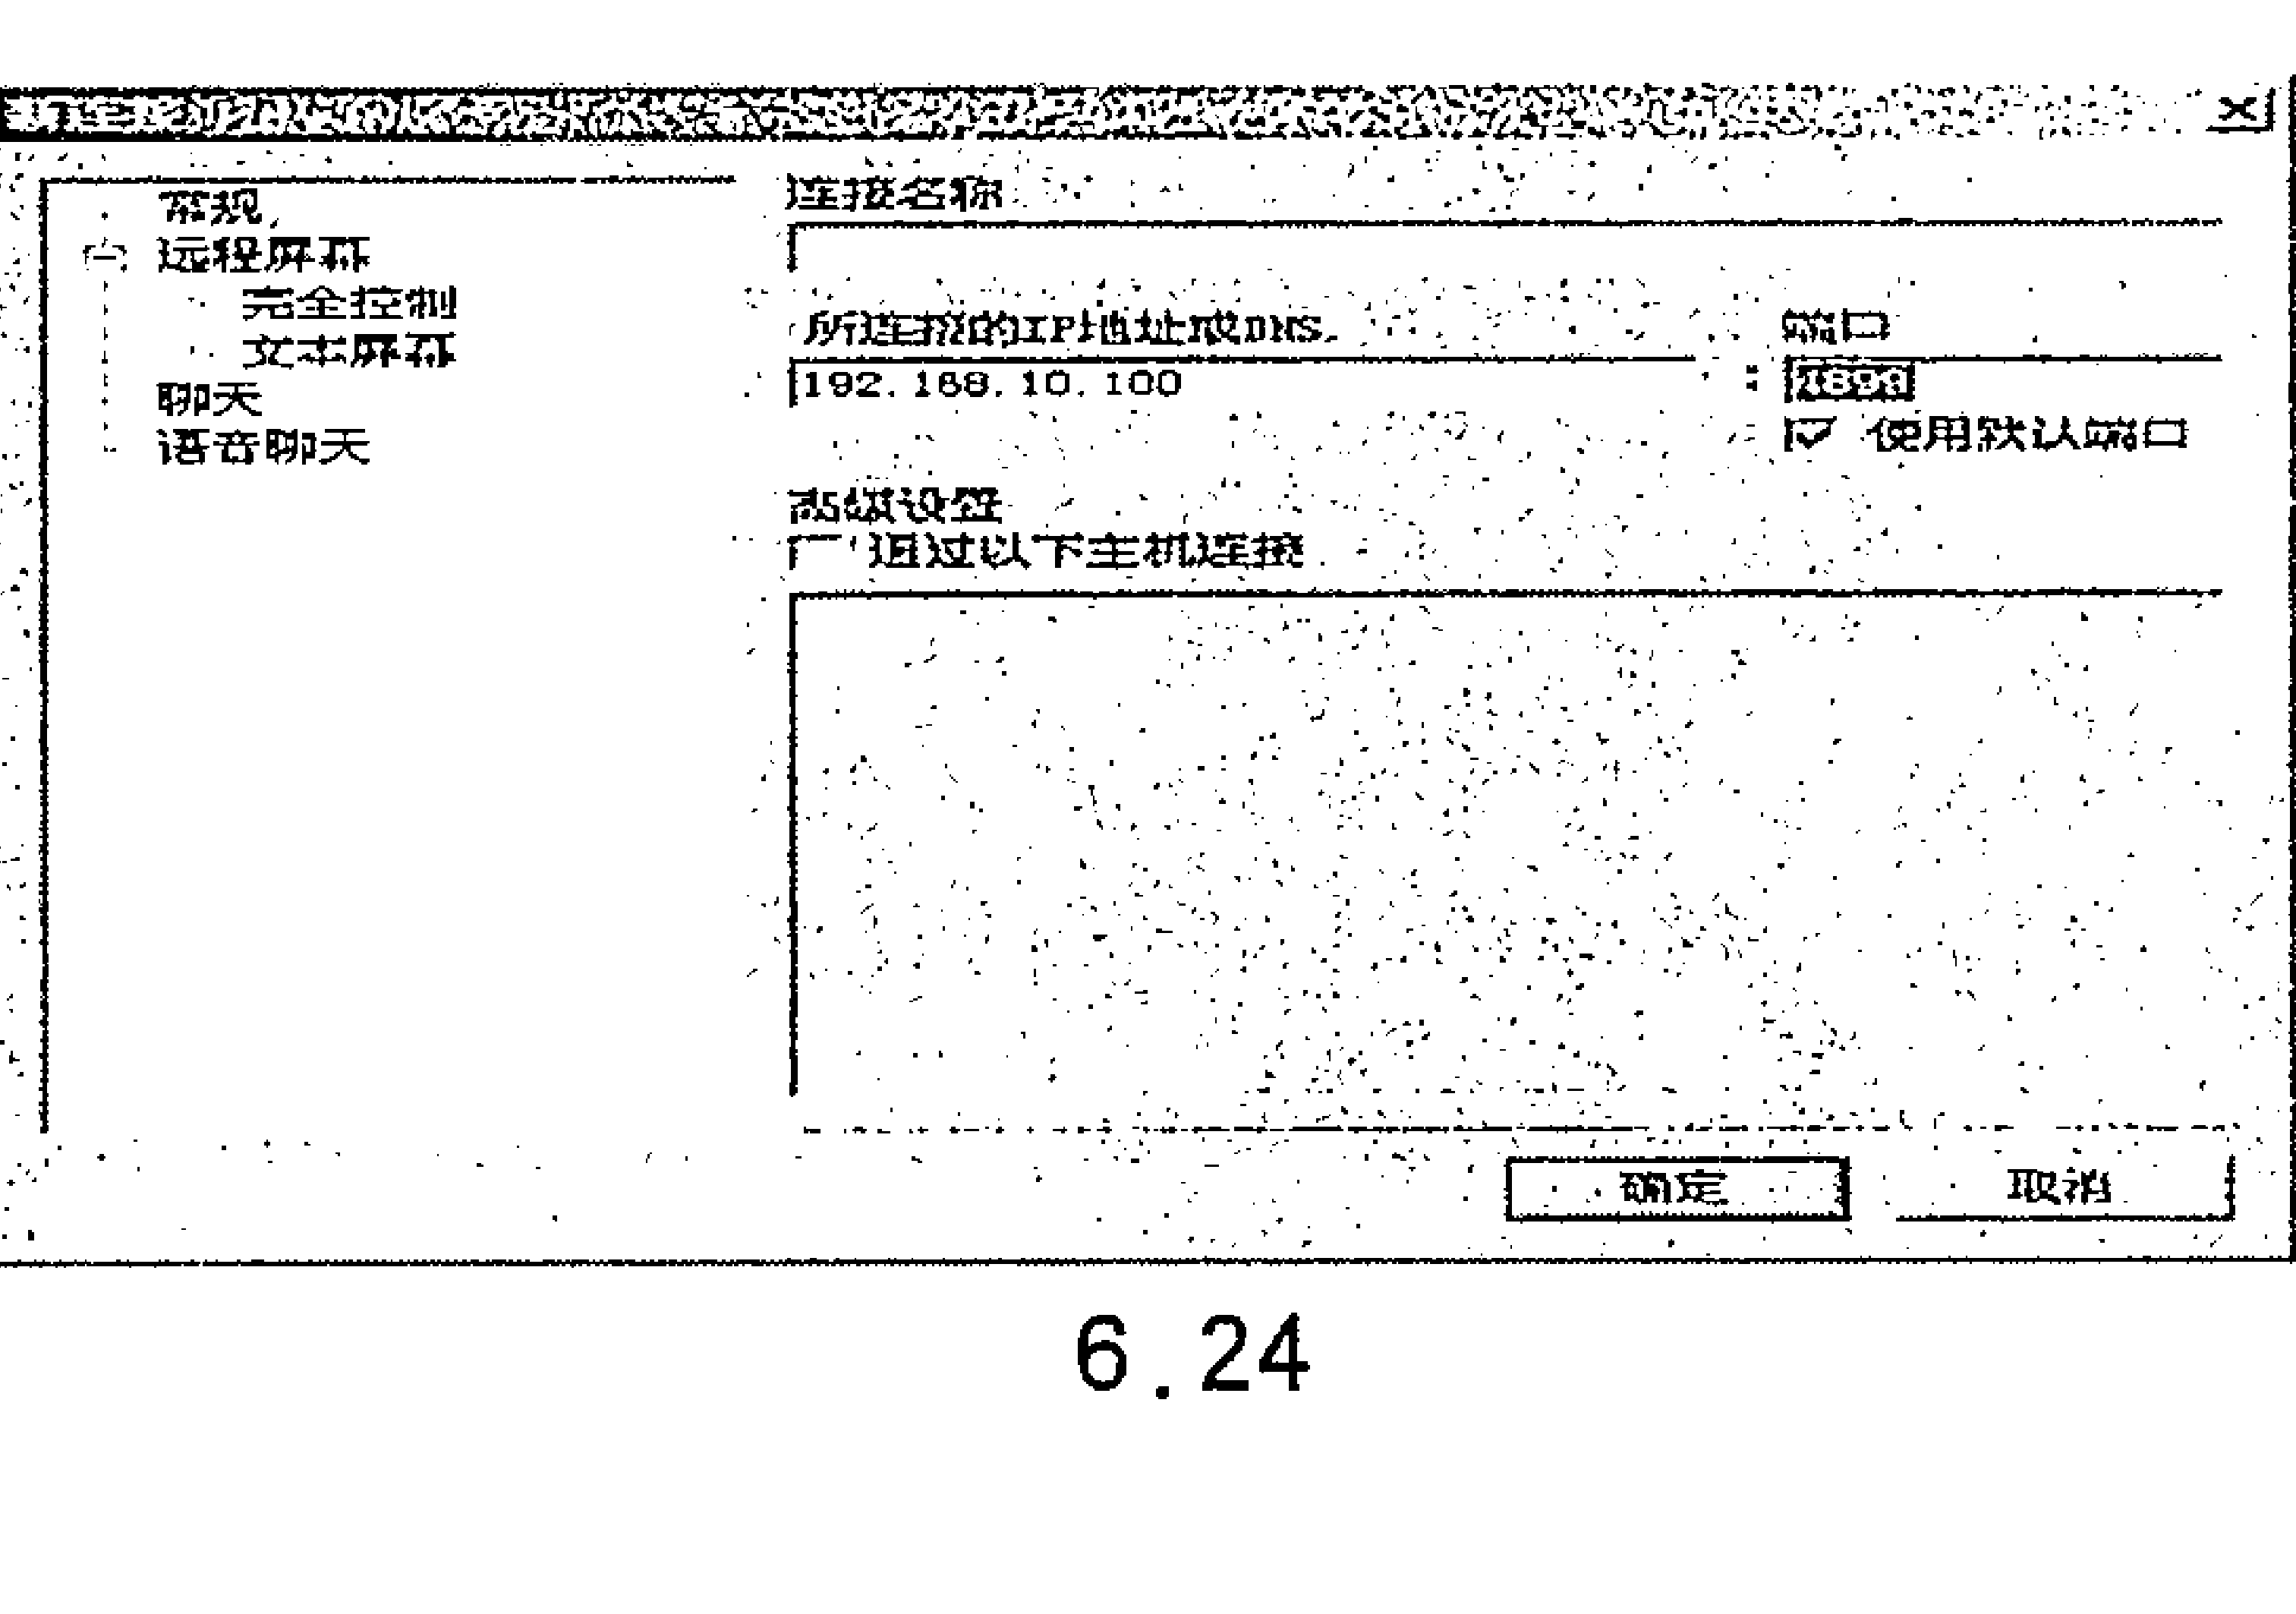 新连接
常规
远程屏幕
完全控制
文本屏幕
聊天
语音聊天
连接名称
所连接的IP地址或DNS
端口
192.168.10.100
:
使用默认端口
高级设置
通过以下主机连接
确定
取消
6.24